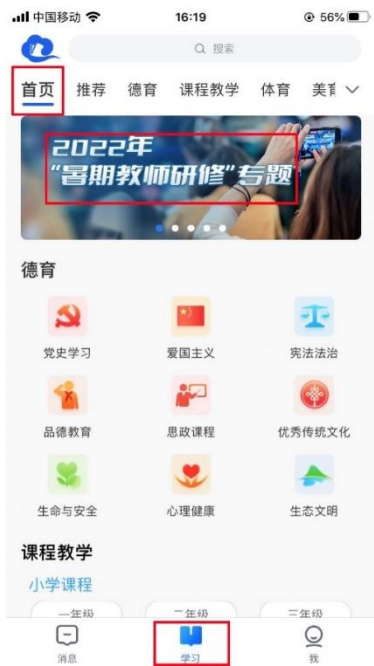 中国移动 16:19 56%
搜索
首页 推荐 德育 课程教学 体育 美育
2022年
“暑期教师研修”专题
德育
党史学习 爱国主义 宪法法治
品德教育 思政课程 优秀传统文化
生命与安全 心理健康 生态文明
课程教学
小学课程
一年级 二年级 三年级
消息 学习 我